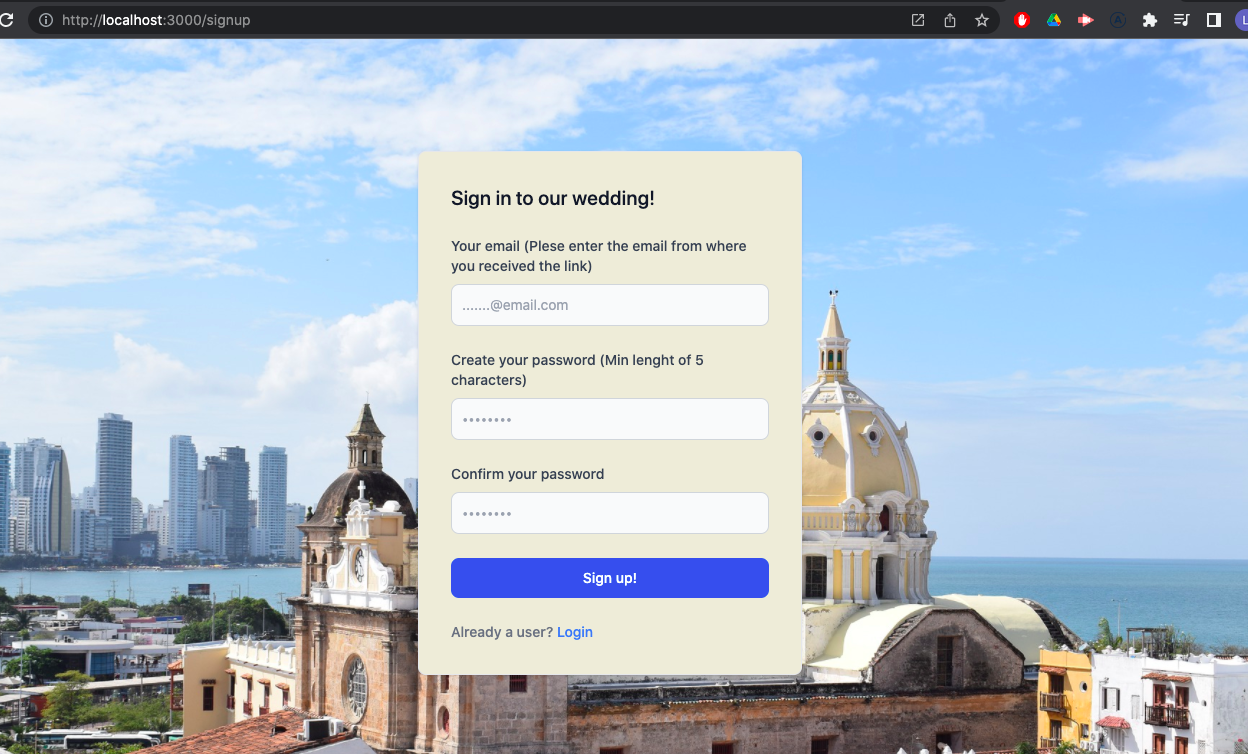 http://localhost:3000/signup
Sign in to our wedding!
Your email (Plese enter the email from where
you received the link)
.......@email.com
Create your password (Min lenght of 5
characters)
••••••••
Confirm your password
••••••••
Sign up!
Already a user? Login